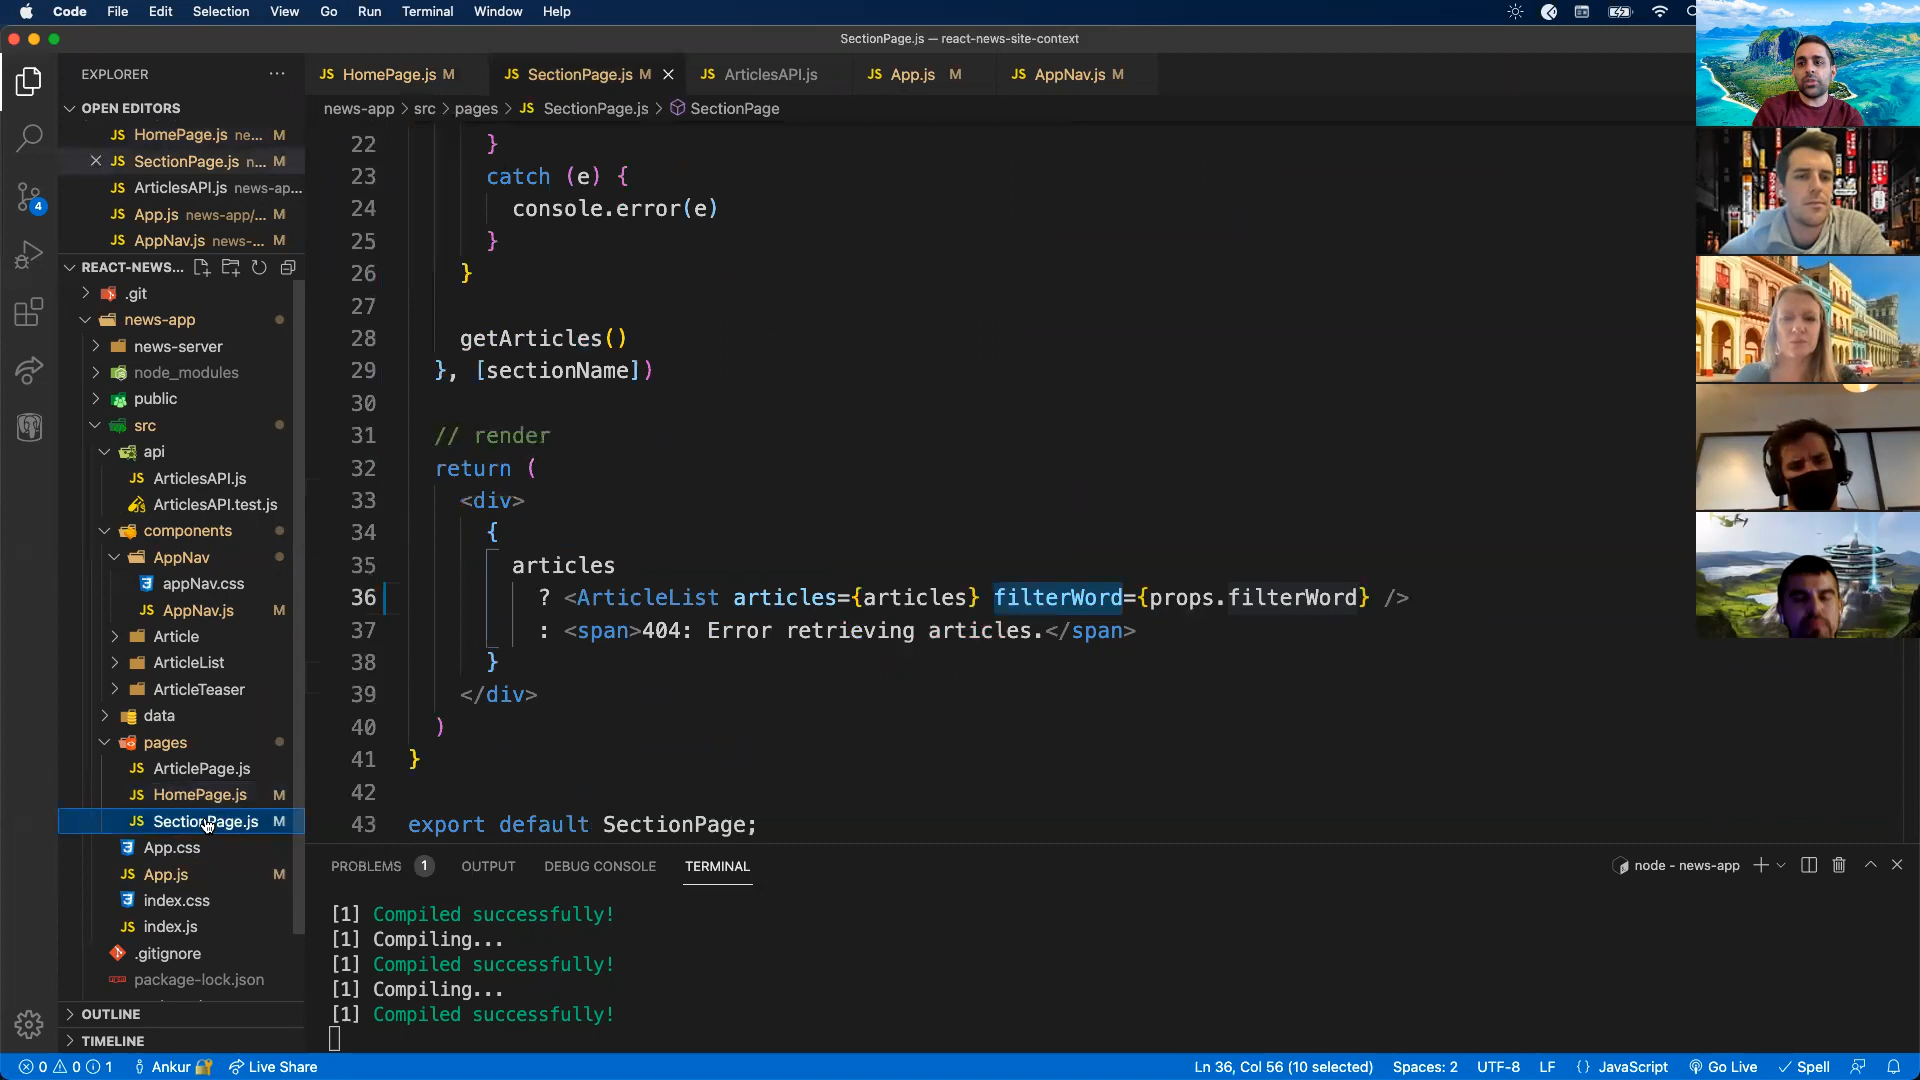 Code File Edit Selection View Go Run Terminal Window Help
SectionPage.js — react-news-site-context
EXPLORER
OPEN EDITORS
JS HomePage.js ne... M
JS SectionPage.js n... M
JS ArticlesAPI.js news-ap...
JS App.js news-app/... M
JS AppNav.js news-... M
4
REACT-NEWS...
.git
news-app
news-server
node_modules
public
src
api
JS ArticlesAPI.js
ArticlesAPI.test.js
components
AppNav
appNav.css
JS AppNav.js
Article
ArticleList
ArticleTeaser
data
pages
JS ArticlePage.js
JS HomePage.js M
JS SectionPage.js M
App.css
JS App.js M
index.css
JS index.js
.gitignore
package-lock.json
OUTLINE
TIMELINE
JS HomePage.js M JS SectionPage.js M JS ArticlesAPI.js JS App.js M JS AppNav.js M
news-app > src > pages > JS SectionPage.js > SectionPage
22 }
23 catch (e) {
24 console.error(e)
25 }
26 }
27
28 getArticles()
29 }, [sectionName])
30
31 // render
32 return (
33 <div>
34 {
35 articles
36 ? <ArticleList articles={articles} filterWord={props.filterWord} />
37 : <span>404: Error retrieving articles.</span>
38 }
39 </div>
40 )
41 }
42
43 export default SectionPage;
PROBLEMS 1 OUTPUT DEBUG CONSOLE TERMINAL node - news-app
[1] Compiled successfully!
[1] Compiling...
[1] Compiled successfully!
[1] Compiling...
[1] Compiled successfully!
0 0 1 Ankur Live Share Ln 36, Col 56 (10 selected) Spaces: 2 UTF-8 LF {} JavaScript Go Live Spell